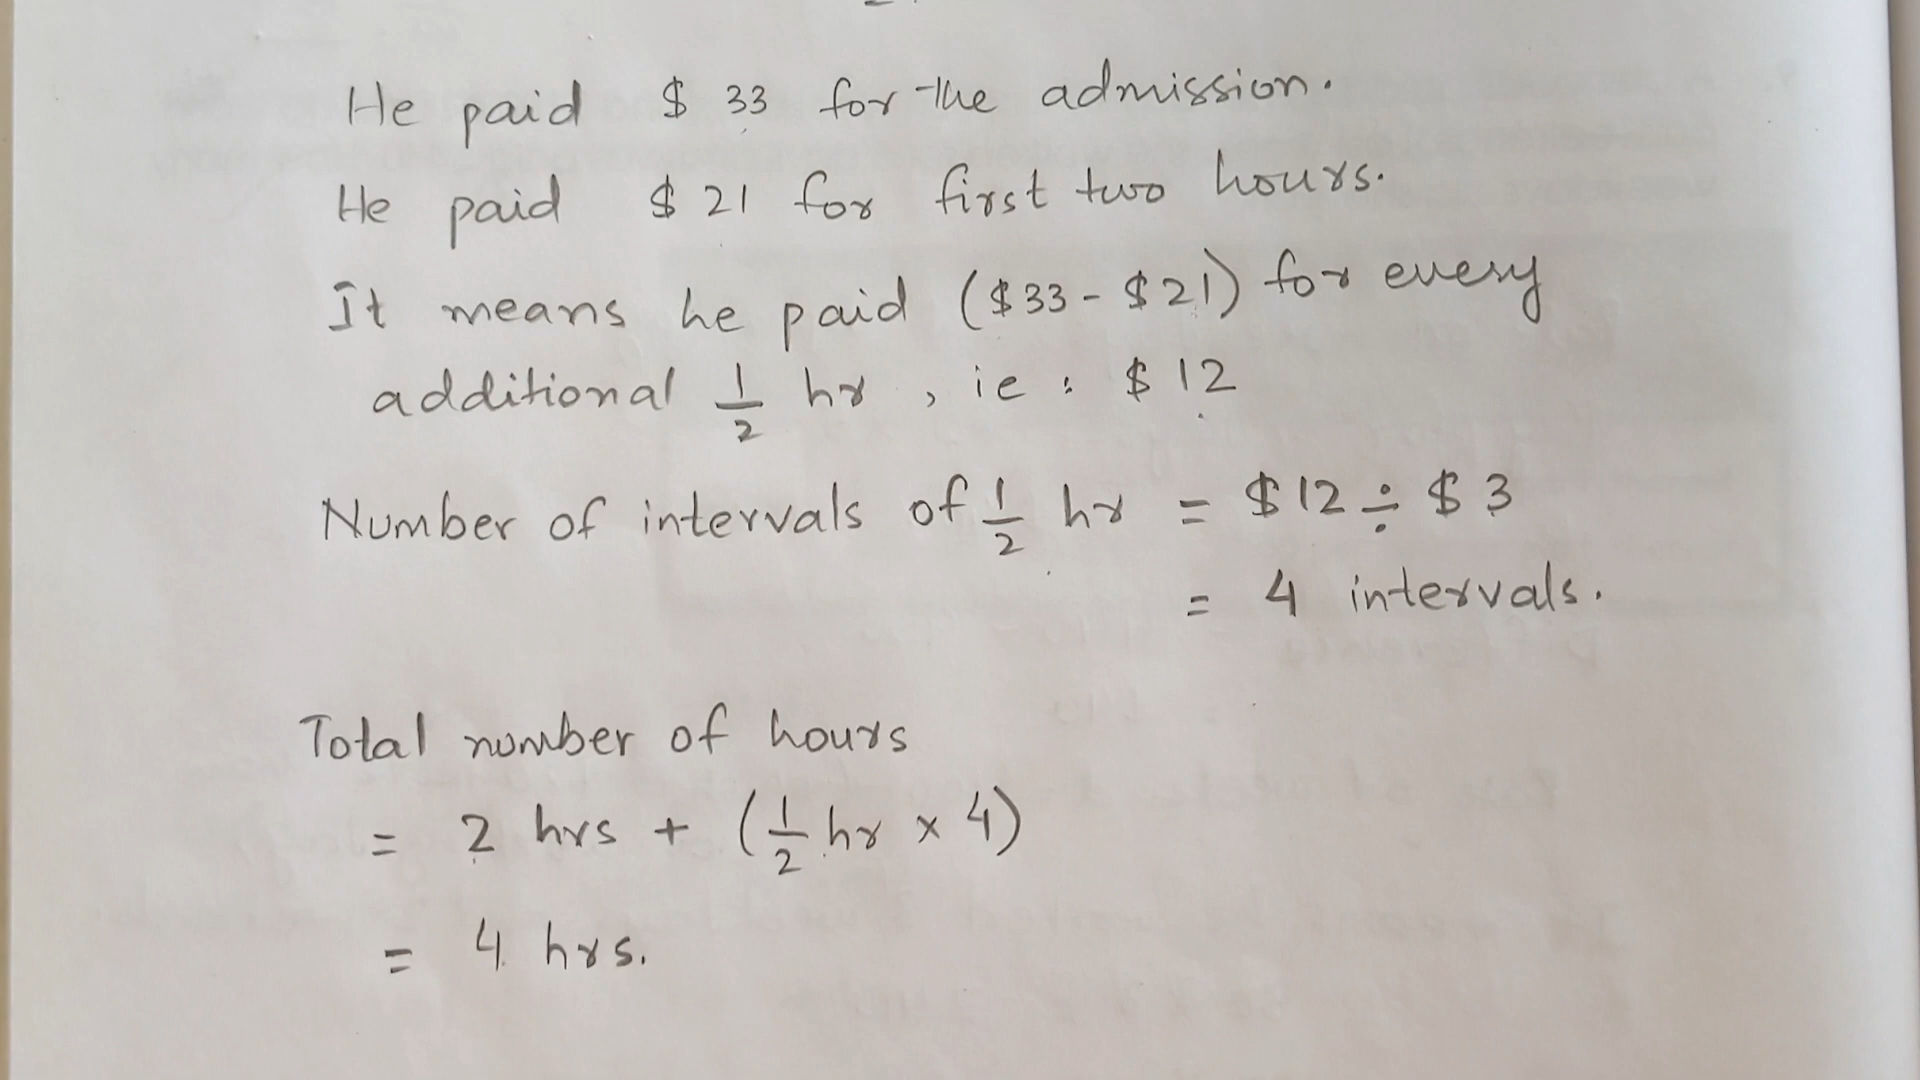 He paid $ 33 for the admission.
He paid $ 21 for first two hours.
It means he paid ($33 - $21) for every
additional 1/2 hr , ie : $ 12
Number of intervals of 1/2 hr = $12 ÷ $ 3
= 4 intervals.
Total number of hours
= 2 hrs + (1/2 hr × 4)
= 4 hrs.